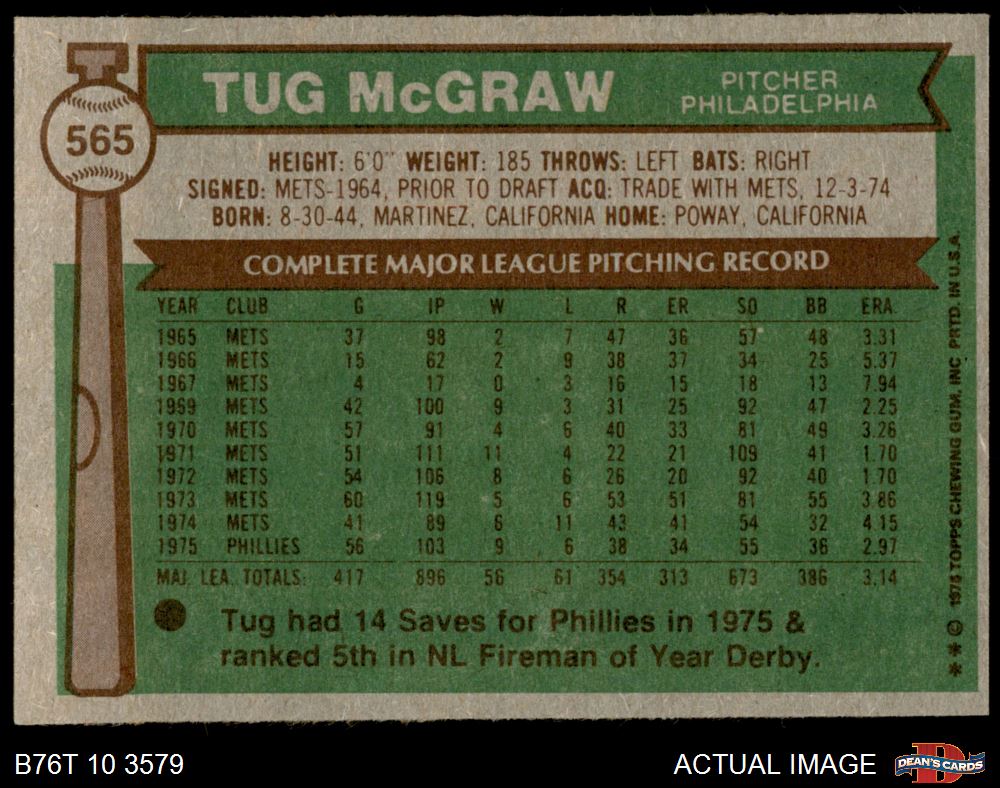 T
TUG McGRAW
PITCHER
PHILADELPHIA
565
HEIGHT: 6'0" WEIGHT: 185 THROWS: LEFT BATS: RIGHT
SIGNED: METS-1964, PRIOR TO DRAFT ACQ: TRADE WITH METS, 12-3-74
BORN: 8-30-44, MARTINEZ, CALIFORNIA HOME: POWAY, CALIFORNIA
COMPLETE MAJOR LEAGUE PITCHING RECORD
YEAR CLUB G IP W L R ER SO BB ERA
1965 METS 37 98 2 7 47 36 57 48 3.31
1966 METS 15 62 2 9 38 37 34 25 5.37
1967 METS 4 17 0 3 16 15 18 13 7.94
1969 METS 42 100 9 3 31 25 92 47 2.25
1970 METS 57 91 4 6 40 33 81 49 3.26
1971 METS 51 111 11 4 22 21 109 41 1.70
1972 METS 54 106 8 6 26 20 92 40 1.70
1973 METS 60 119 5 6 53 51 81 55 3.86
1974 METS 41 89 6 11 43 41 54 32 4.15
1975 PHILLIES 56 103 9 6 38 34 55 36 2.97
MAJ. LEA. TOTALS: 417 896 56 61 354 313 673 386 3.14
Tug had 14 Saves for Phillies in 1975 &
ranked 5th in NL Fireman of Year Derby.
** © 1976 TOPPS CHEWING GUM, INC PRTD. IN U.S.A.
B76T 10 3579
ACTUAL IMAGE
DEAN'S CARDS